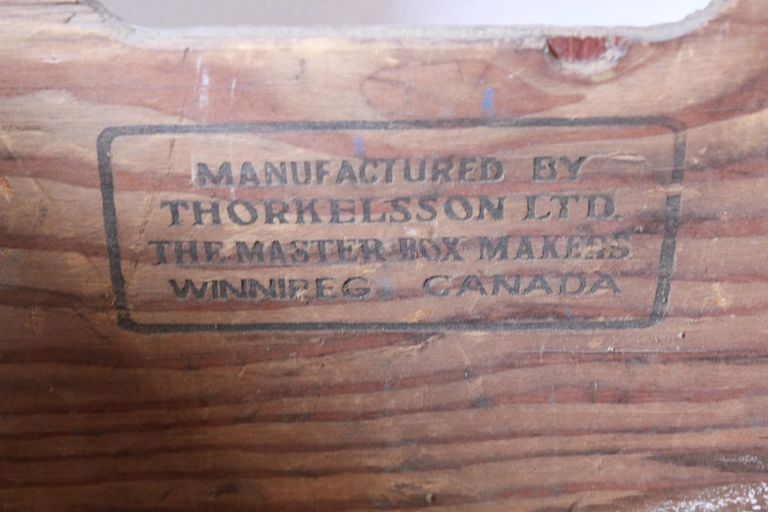 MANUFACTURED BY
THORKELSSON LTD.
THE MASTER BOX MAKERS
WINNIPEG CANADA